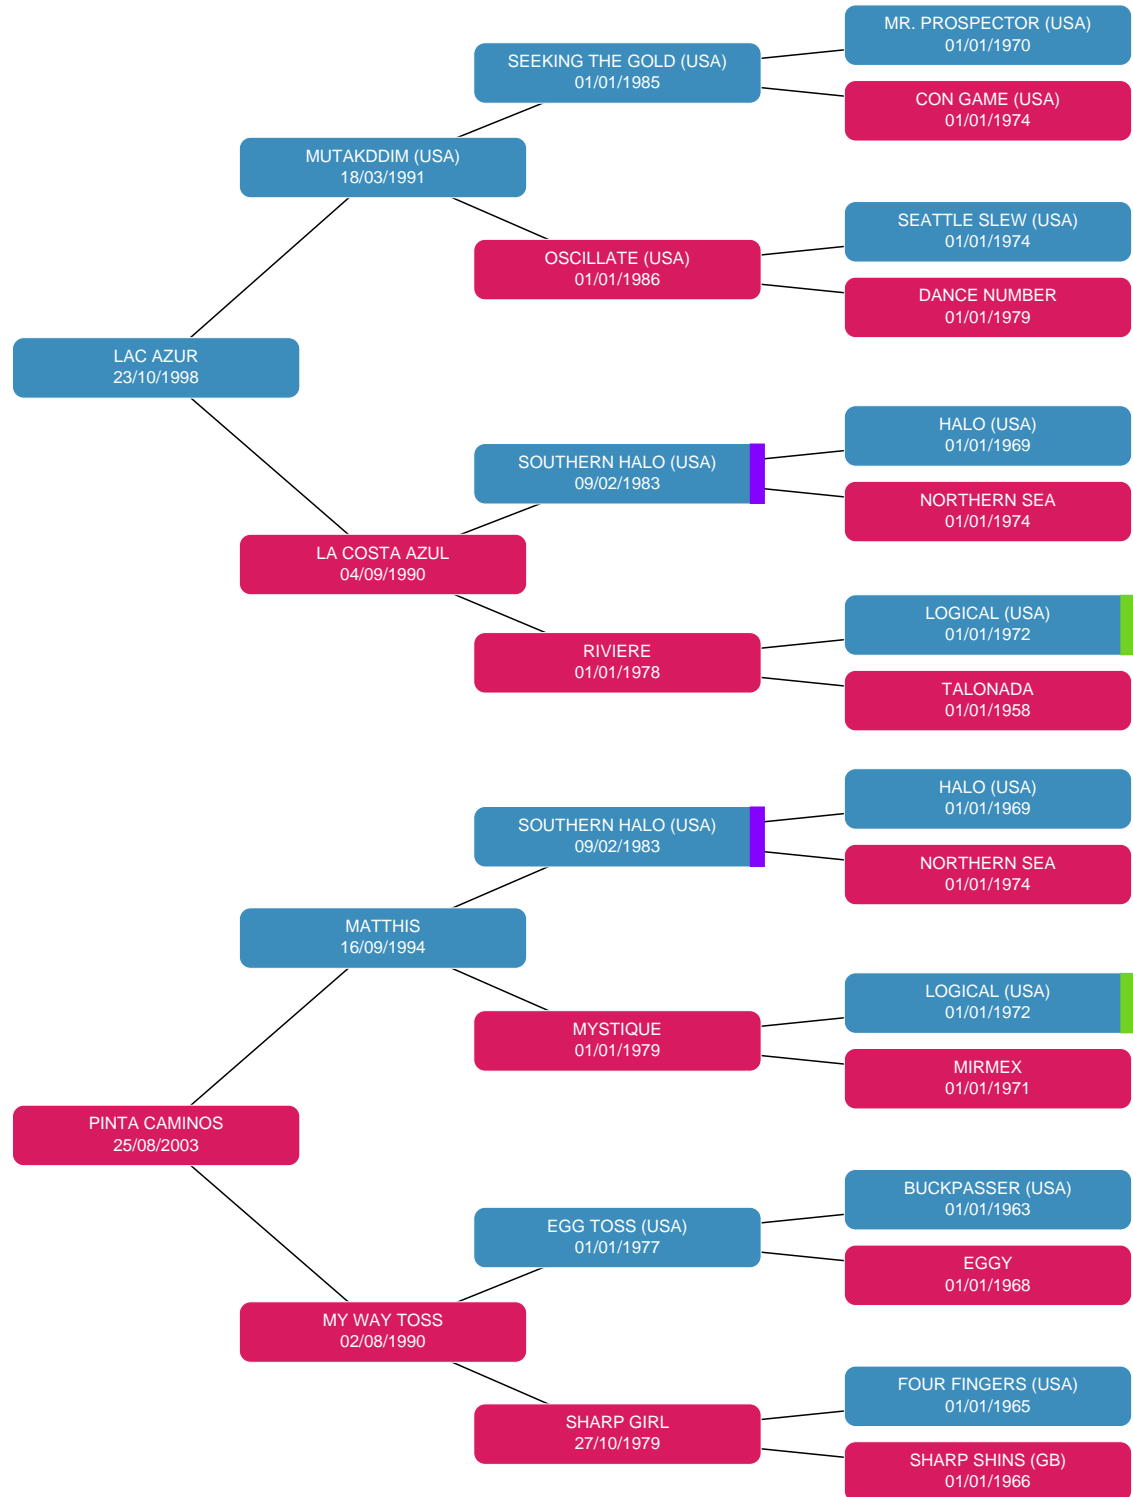 MR. PROSPECTOR (USA)
01/01/1970
SEEKING THE GOLD (USA)
01/01/1985
CON GAME (USA)
01/01/1974
MUTAKDDIM (USA)
18/03/1991
SEATTLE SLEW (USA)
01/01/1974
OSCILLATE (USA)
01/01/1986
DANCE NUMBER
01/01/1979
LAC AZUR
23/10/1998
HALO (USA)
01/01/1969
SOUTHERN HALO (USA)
09/02/1983
NORTHERN SEA
01/01/1974
LA COSTA AZUL
04/09/1990
LOGICAL (USA)
01/01/1972
RIVIERE
01/01/1978
TALONADA
01/01/1958
HALO (USA)
01/01/1969
SOUTHERN HALO (USA)
09/02/1983
NORTHERN SEA
01/01/1974
MATTHIS
16/09/1994
LOGICAL (USA)
01/01/1972
MYSTIQUE
01/01/1979
MIRMEX
01/01/1971
PINTA CAMINOS
25/08/2003
BUCKPASSER (USA)
01/01/1963
EGG TOSS (USA)
01/01/1977
EGGY
01/01/1968
MY WAY TOSS
02/08/1990
FOUR FINGERS (USA)
01/01/1965
SHARP GIRL
27/10/1979
SHARP SHINS (GB)
01/01/1966